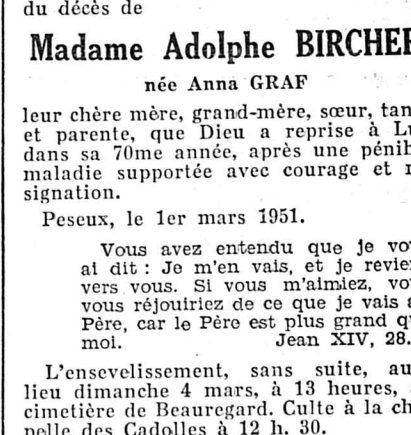 du décès de
Madame Adolphe BIRCHE
née Anna GRAF
leur chère mère, grand-mère, sœur, tan
et parente, que Dieu a reprise à L
dans sa 70me année, après une pénib
maladie supportée avec courage et r
signation.
Peseux, le 1er mars 1951.
Vous avez entendu que je vo
ai dit : Je m'en vais, et je revie
vers vous. Si vous m'aimiez, vo
vous réjouiriez de ce que je vais a
Père, car le Père est plus grand q
moi. Jean XIV, 28.
L'ensevelissement, sans suite, au
lieu dimanche 4 mars, à 13 heures,
cimetière de Beauregard. Culte à la ch
pelle des Cadolles à 12 h. 30.